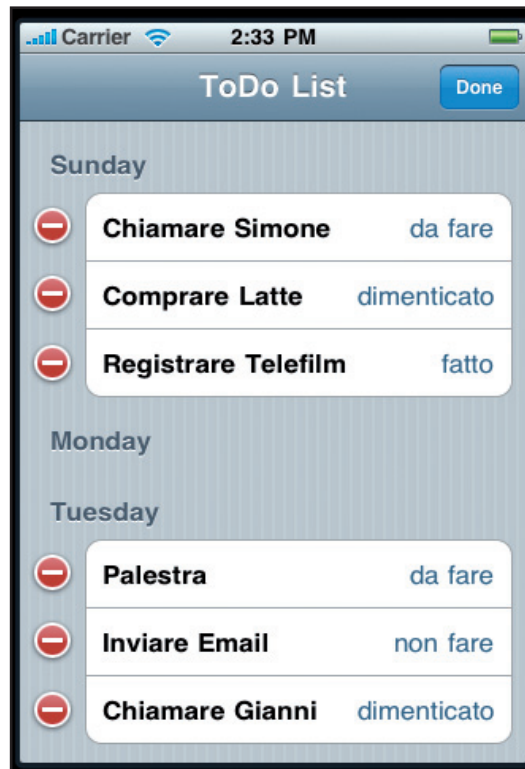 Carrier 2:33 PM
ToDo List Done
Sunday
Chiamare Simone da fare
Comprare Latte dimenticato
Registrare Telefilm fatto
Monday
Tuesday
Palestra da fare
Inviare Email non fare
Chiamare Gianni dimenticato